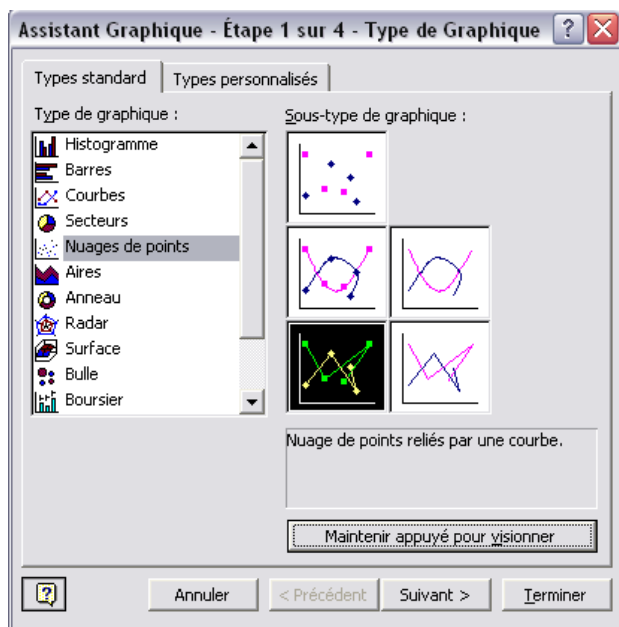 Assistant Graphique - Étape 1 sur 4 - Type de Graphique
Types standard
Types personnalisés
Type de graphique :
Histogramme
Barres
Courbes
Secteurs
Nuages de points
Aires
Anneau
Radar
Surface
Bulle
Boursier
Sous-type de graphique :
Nuage de points reliés par une courbe.
Maintenir appuyé pour visionner
Annuler
< Précédent
Suivant >
Terminer